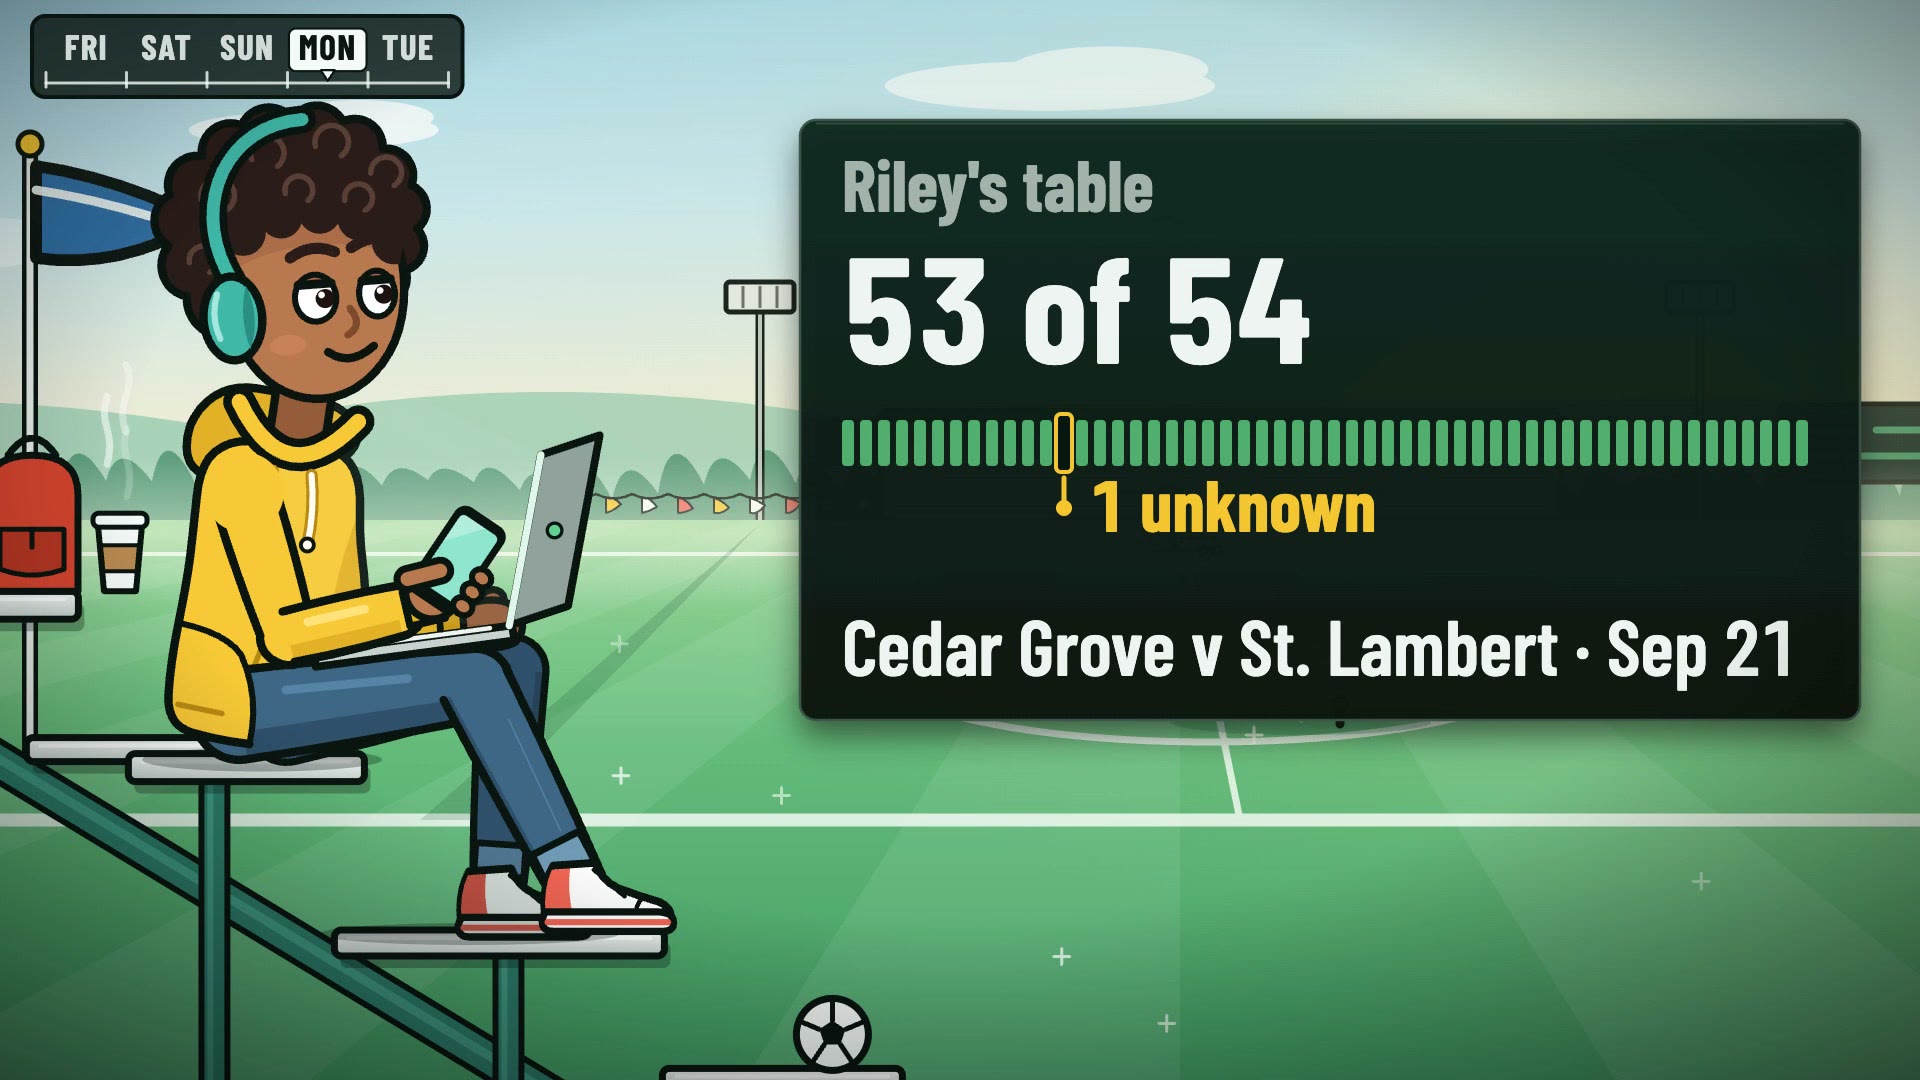 FRI SAT SUN MON TUE
Riley's table
53 of 54
1 unknown
Cedar Grove v St. Lambert · Sep 21